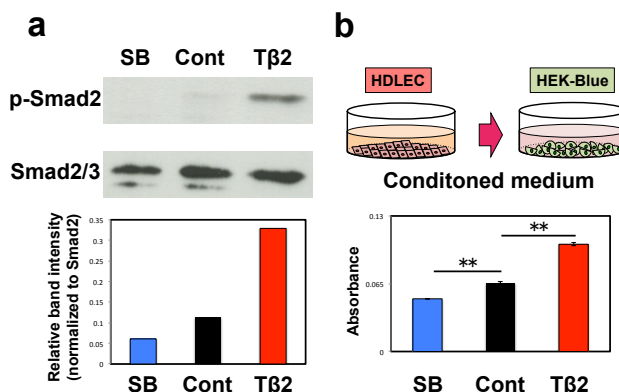 a
SB Cont Tβ2
p-Smad2
Smad2/3
Relative band intensity
(normalized to Smad2)
0.35
0.3
0.25
0.2
0.15
0.1
0.05
0
SB Cont Tβ2
b
HDLEC HEK-Blue
Conditoned medium
Absorbance
0.13
0.065
0
** **
SB Cont Tβ2